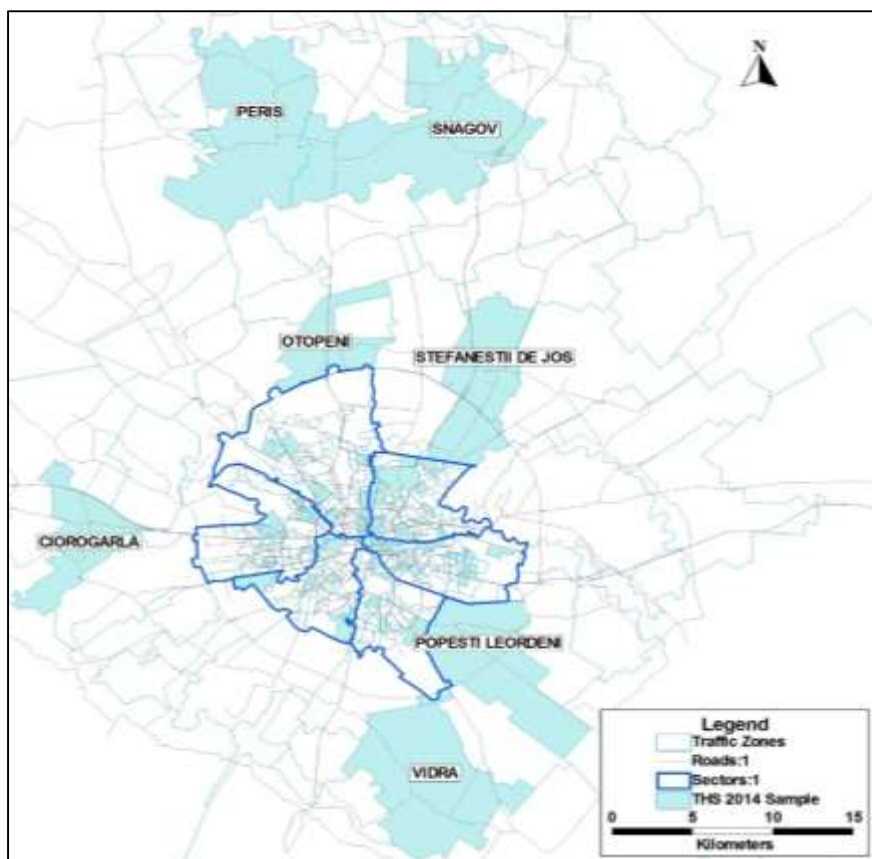 N
PERIS
SNAGOV
OTOPENI
STEFANESTII DE JOS
CIOROGARLA
POPESTI LEORDENI
VIDRA
Legend
Traffic Zones
Roads:1
Sectors:1
THS 2014 Sample
0 5 10 15
Kilometers